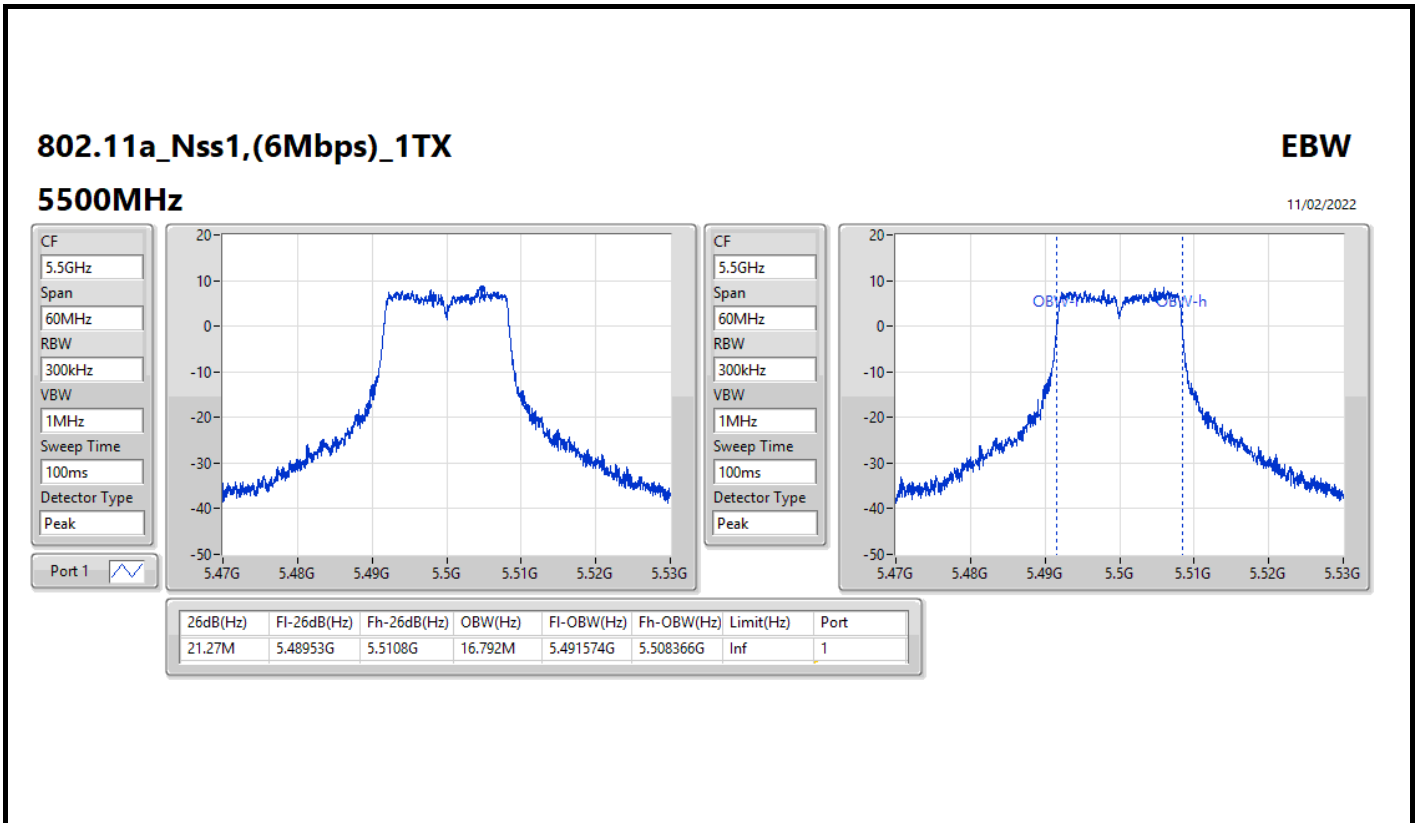 802.11a_Nss1,(6Mbps)_1TX
EBW
5500MHz
11/02/2022
CF
5.5GHz
Span
60MHz
RBW
300kHz
VBW
1MHz
Sweep Time
100ms
Detector Type
Peak
Port 1
20
10
0
-10
-20
-30
-40
-50
5.47G 5.48G 5.49G 5.5G 5.51G 5.52G 5.53G
CF
5.5GHz
Span
60MHz
RBW
300kHz
VBW
1MHz
Sweep Time
100ms
Detector Type
Peak
20
10
0
-10
-20
-30
-40
-50
OBW-l OBW-h
5.47G 5.48G 5.49G 5.5G 5.51G 5.52G 5.53G
26dB(Hz) Fl-26dB(Hz) Fh-26dB(Hz) OBW(Hz) Fl-OBW(Hz) Fh-OBW(Hz) Limit(Hz) Port
21.27M 5.48953G 5.5108G 16.792M 5.491574G 5.508366G Inf 1